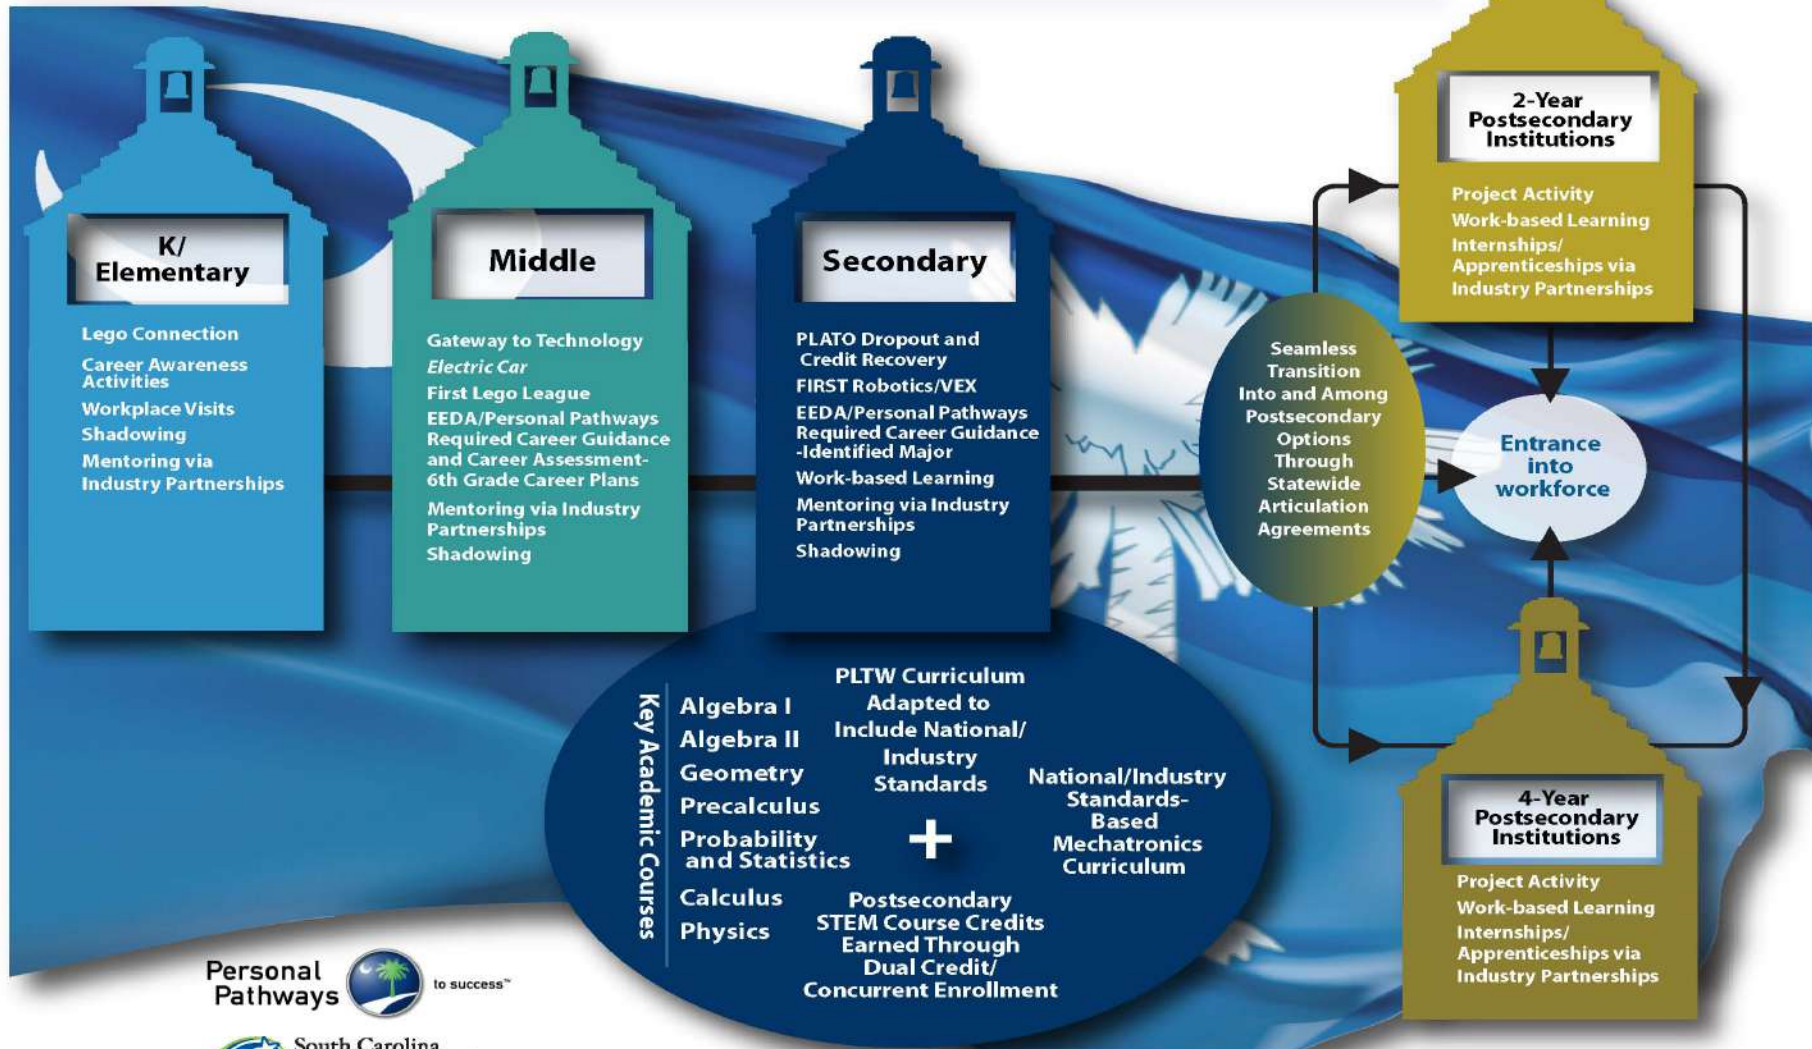 K/
Elementary
Lego Connection
Career Awareness
Activities
Workplace Visits
Shadowing
Mentoring via
Industry Partnerships
Middle
Gateway to Technology
Electric Car
First Lego League
EEDA/Personal Pathways
Required Career Guidance
and Career Assessment-
6th Grade Career Plans
Mentoring via Industry
Partnerships
Shadowing
Secondary
PLATO Dropout and
Credit Recovery
FIRST Robotics/VEX
EEDA/Personal Pathways
Required Career Guidance
-Identified Major
Work-based Learning
Mentoring via Industry
Partnerships
Shadowing
Key Academic Courses
Algebra I
Algebra II
Geometry
Precalculus
Probability
and Statistics
Calculus
Physics
PLTW Curriculum
Adapted to
Include National/
Industry
Standards
+
Postsecondary
STEM Course Credits
Earned Through
Dual Credit/
Concurrent Enrollment
National/Industry
Standards-
Based
Mechatronics
Curriculum
Seamless
Transition
Into and Among
Postsecondary
Options
Through
Statewide
Articulation
Agreements
2-Year
Postsecondary
Institutions
Project Activity
Work-based Learning
Internships/
Apprenticeships via
Industry Partnerships
Entrance
into
workforce
4-Year
Postsecondary
Institutions
Project Activity
Work-based Learning
Internships/
Apprenticeships via
Industry Partnerships
Personal
Pathways
to success™
South Carolina